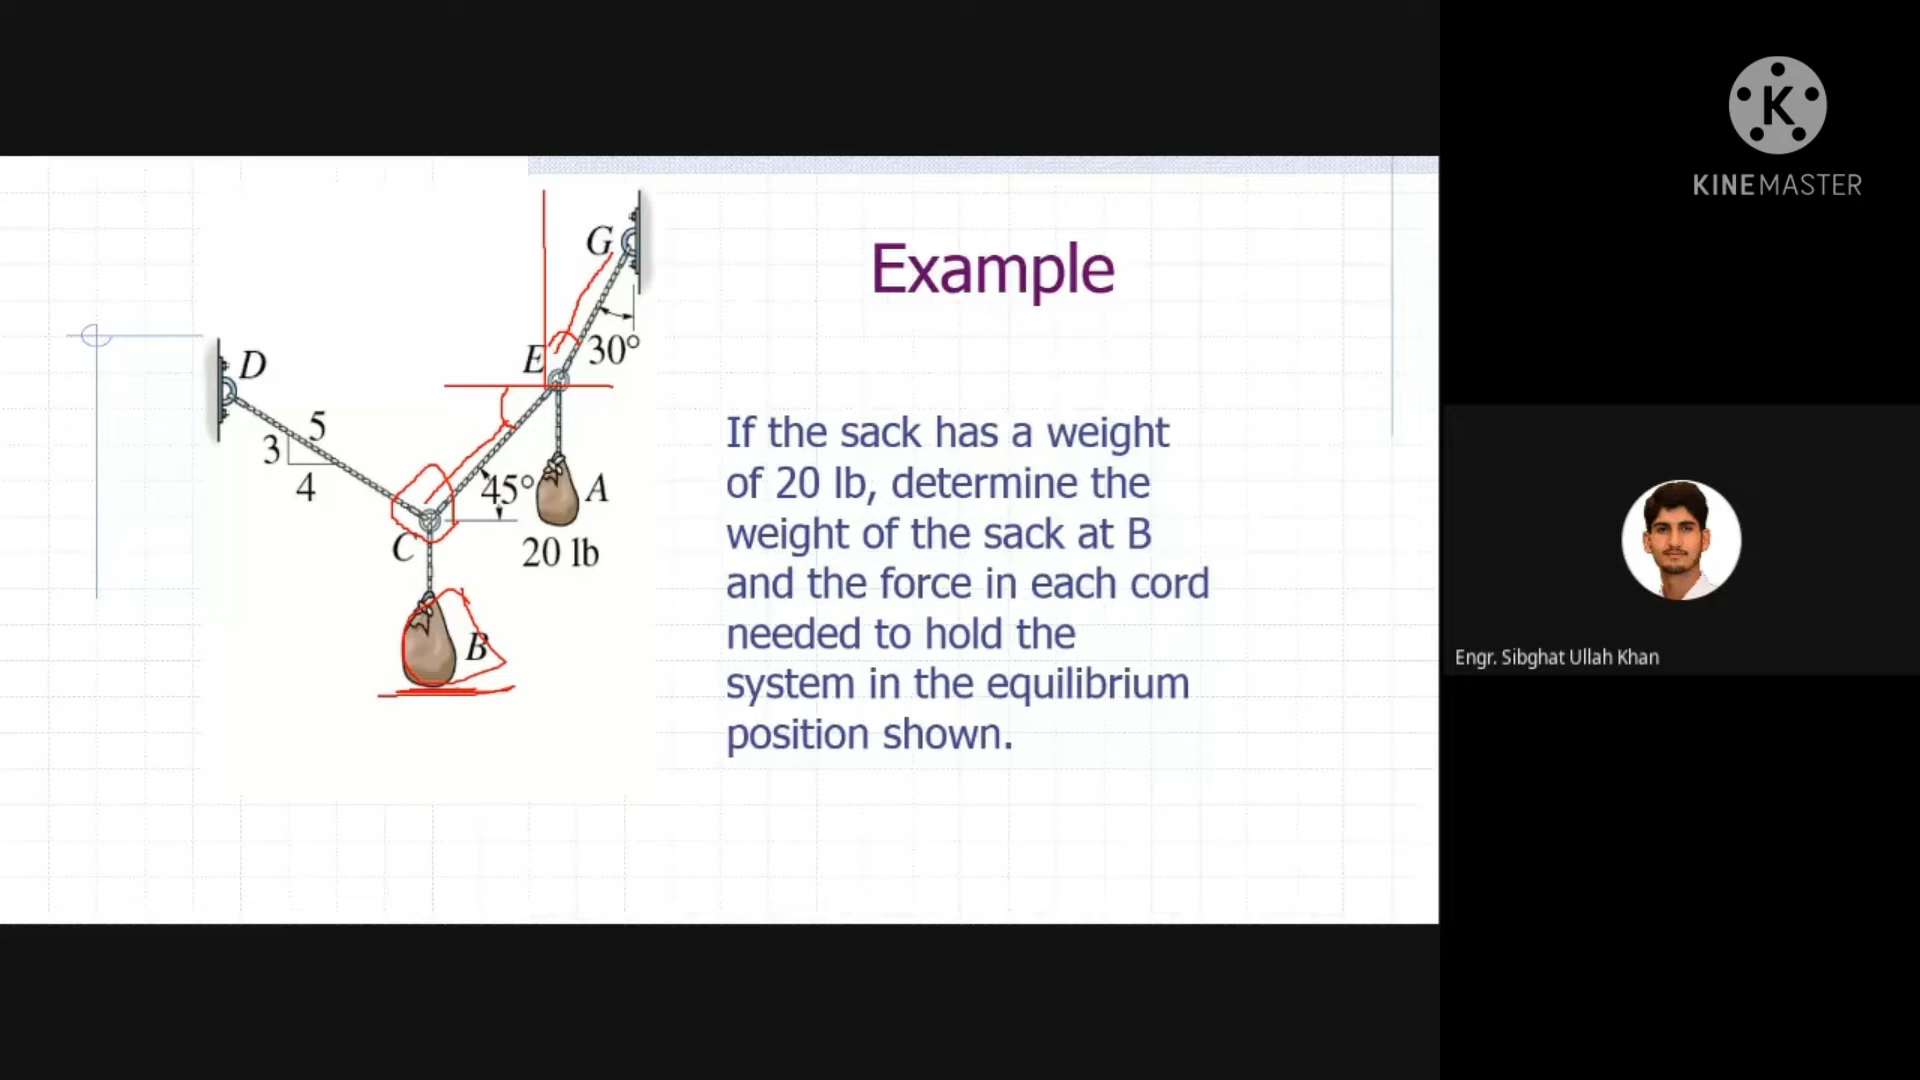 K
KINEMASTER
Example
G
E
30°
D
5
3
4
45°
A
C
20 lb
B
If the sack has a weight
of 20 lb, determine the
weight of the sack at B
and the force in each cord
needed to hold the
system in the equilibrium
position shown.
Engr. Sibghat Ullah Khan